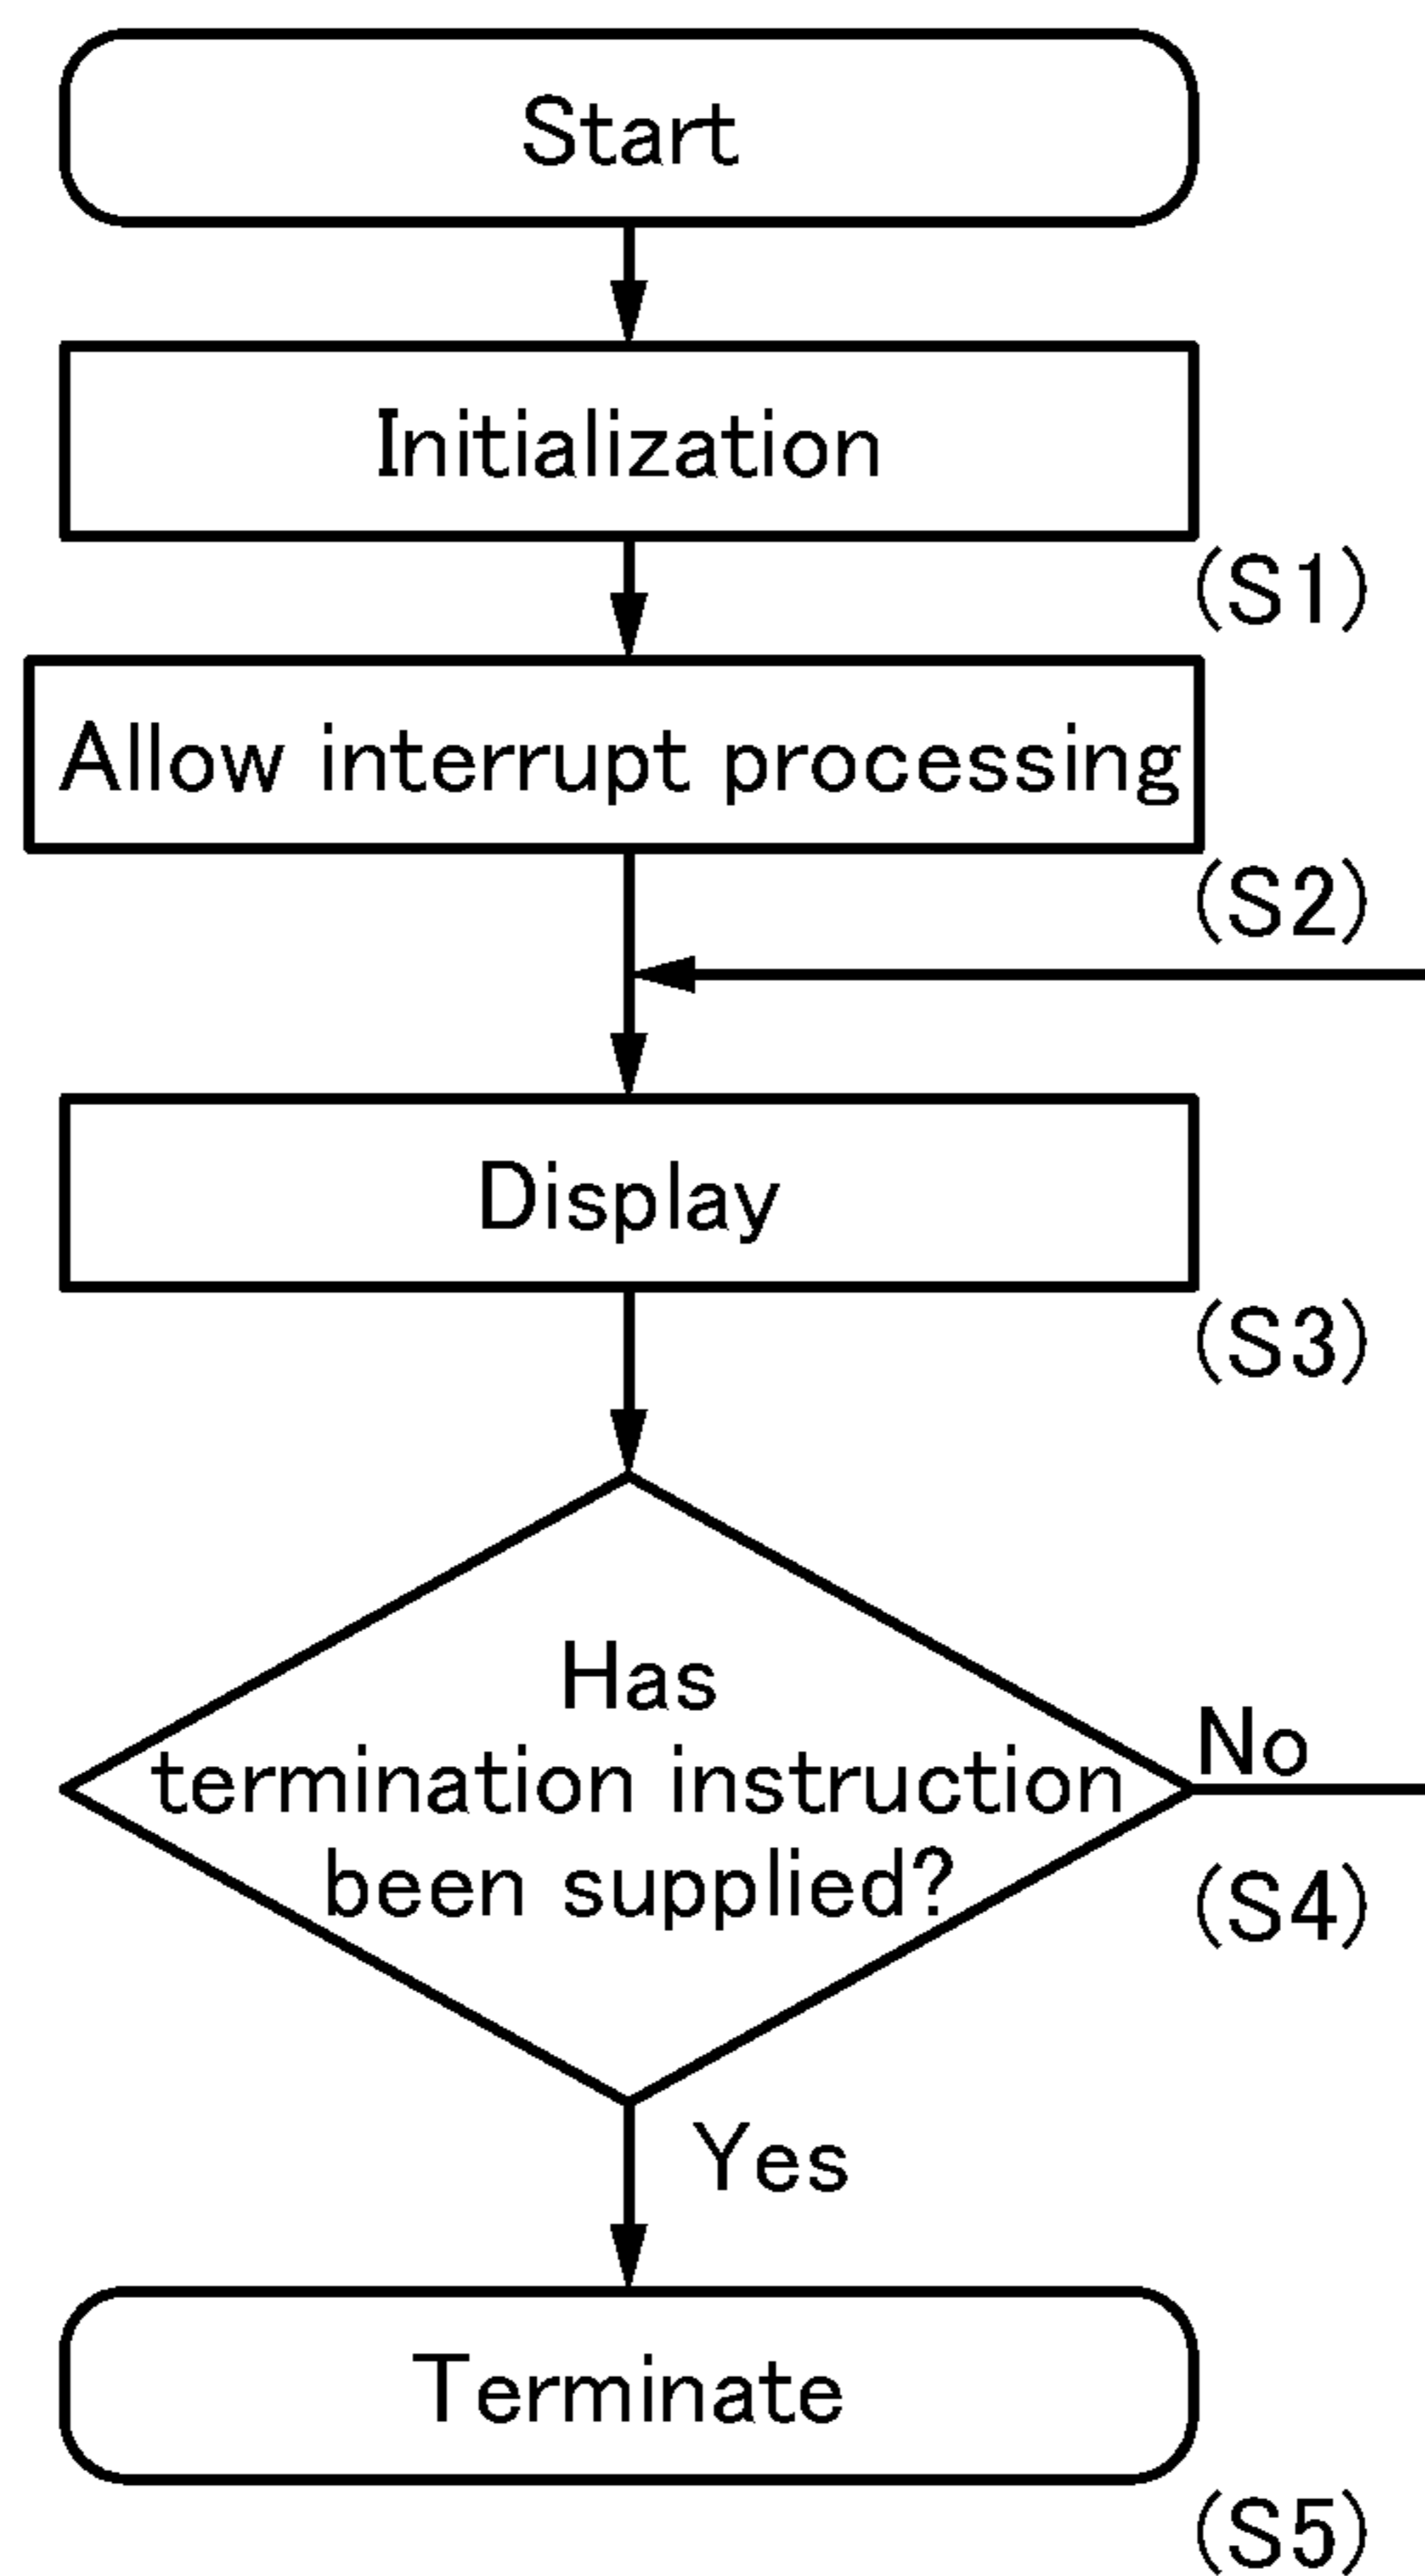 Start
Initialization
(S1)
Allow interrupt processing
(S2)
Display
(S3)
Has
termination instruction
been supplied?
No
(S4)
Yes
Terminate
(S5)